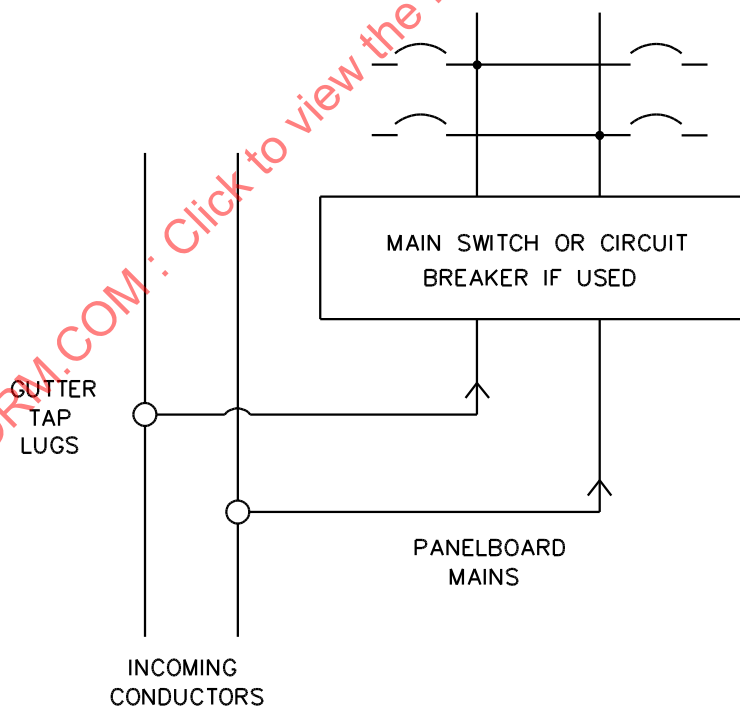 ORM.COM : Click to view the
MAIN SWITCH OR CIRCUIT
BREAKER IF USED
GUTTER
TAP
LUGS
PANELBOARD
MAINS
INCOMING
CONDUCTORS